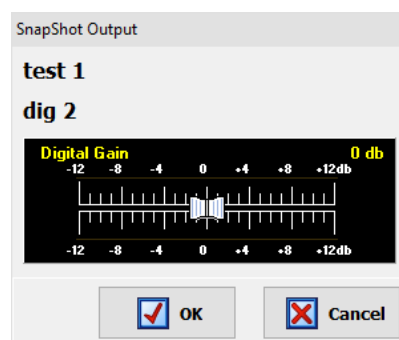 SnapShot Output
test 1
dig 2
Digital Gain 0 db
-12 -8 -4 0 +4 +8 +12db
-12 -8 -4 0 +4 +8 +12db
OK Cancel